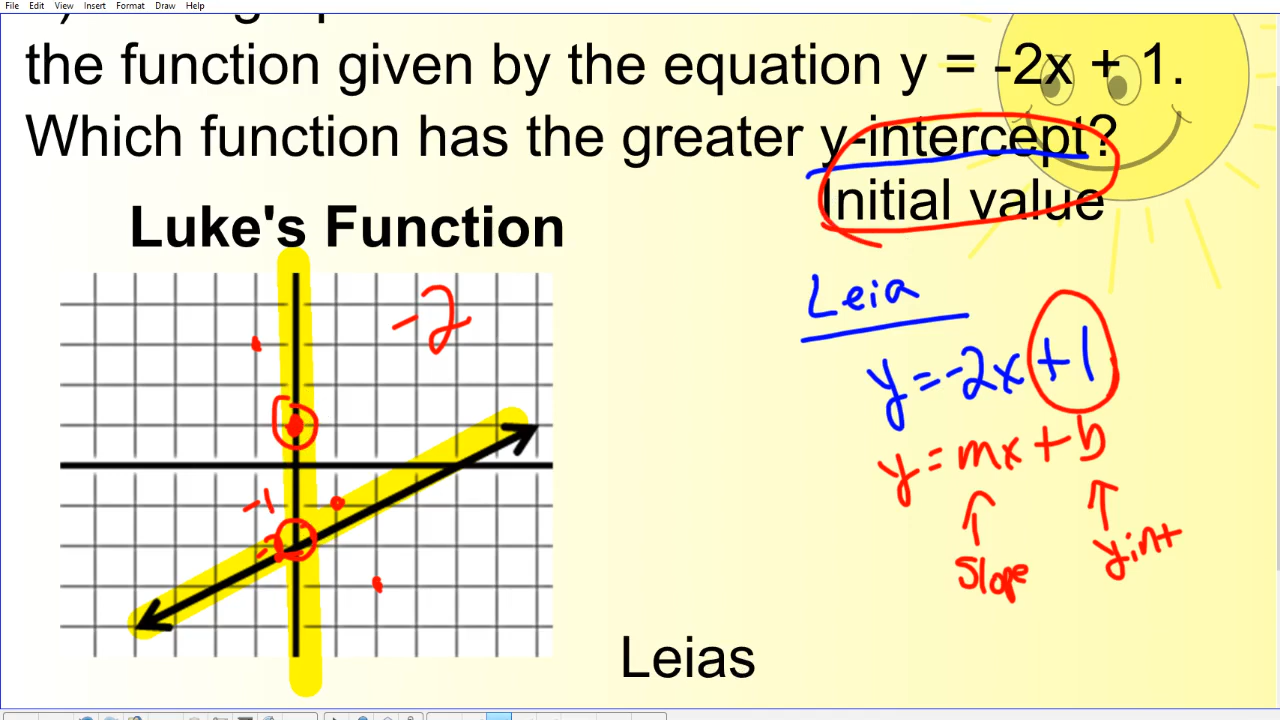 File Edit View Insert Format Draw Help
the function given by the equation y = -2x + 1.
Which function has the greater y-intercept?
Initial value
Luke's Function
-2
Leia
y=-2x+1
y=mx+b
-1
-2
Slope
yint
Leias